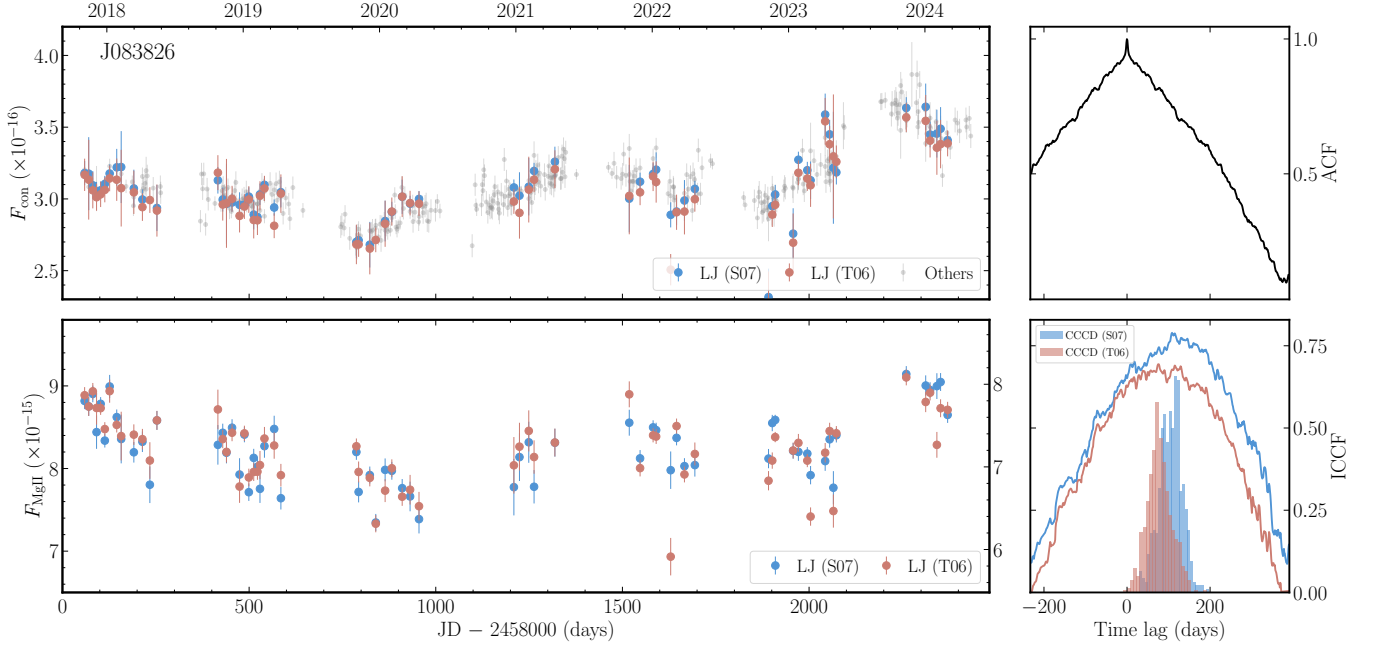 2018 2019 2020 2021 2022 2023 2024
J083826
4.0
3.5
3.0
2.5
F_con (×10^−16)
LJ (S07) LJ (T06) Others
1.0
0.5
ACF
9
8
7
F_MgII (×10^−15)
8
7
6
LJ (S07) LJ (T06)
0 500 1000 1500 2000
JD − 2458000 (days)
CCCD (S07)
CCCD (T06)
0.75
0.50
0.25
0.00
ICCF
−200 0 200
Time lag (days)